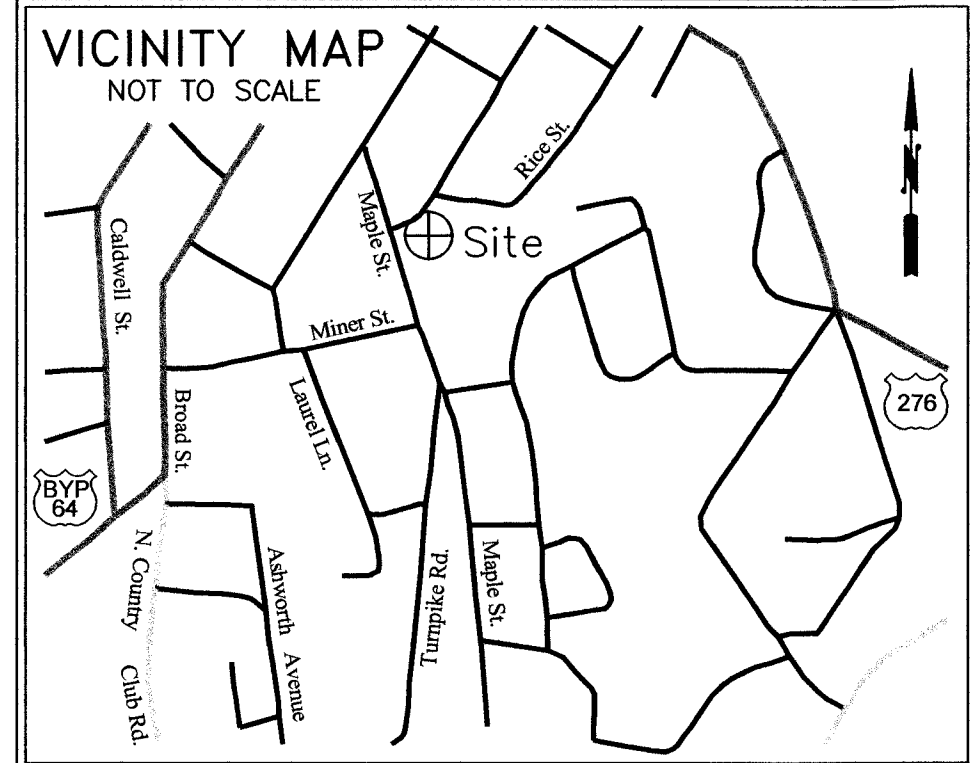 VICINITY MAP
NOT TO SCALE
N
Rice St.
Maple St.
Site
Caldwell St.
Miner St.
Broad St.
Laurel Ln.
276
BYP
64
N. Country Club Rd.
Ashworth Avenue
Turnpike Rd.
Maple St.